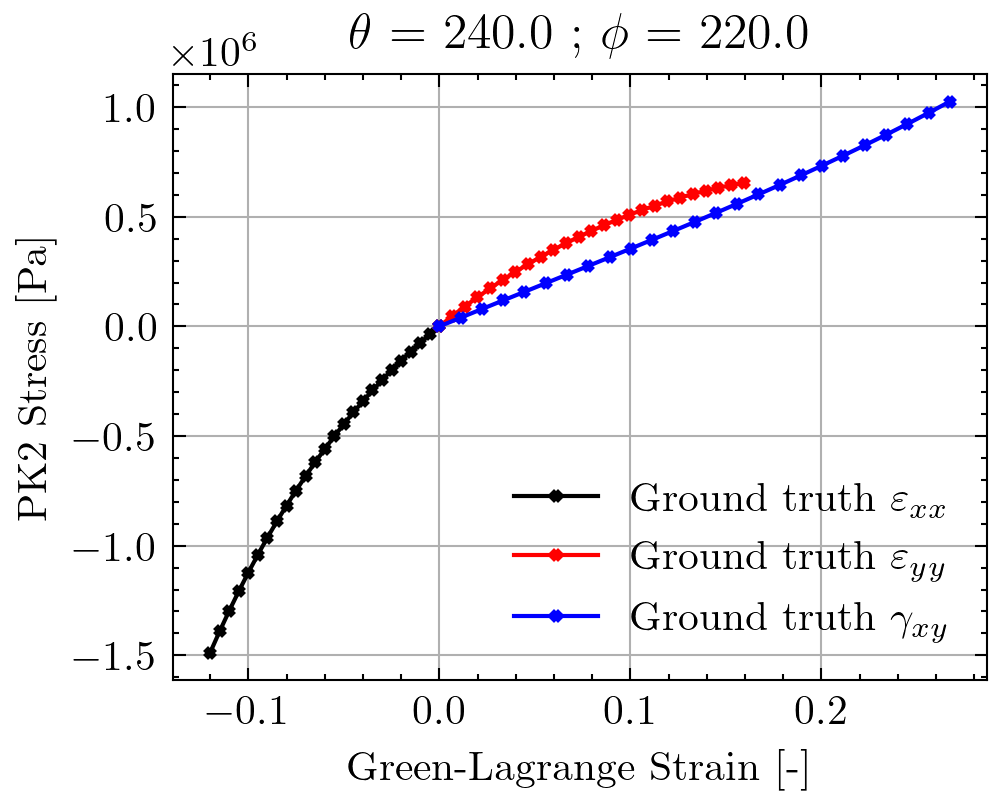 θ = 240.0 ; ϕ = 220.0
×10⁶
1.0
0.5
0.0
−0.5
−1.0
−1.5
PK2 Stress [Pa]
Ground truth εxx
Ground truth εyy
Ground truth γxy
−0.1
0.0
0.1
0.2
Green-Lagrange Strain [-]